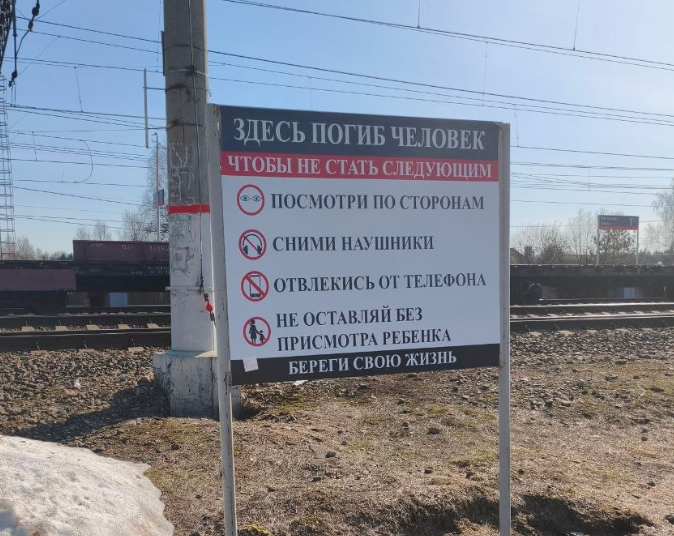 ЗДЕСЬ ПОГИБ ЧЕЛОВЕК
ЧТОБЫ НЕ СТАТЬ СЛЕДУЮЩИМ
ПОСМОТРИ ПО СТОРОНАМ
СНИМИ НАУШНИКИ
ОТВЛЕКИСЬ ОТ ТЕЛЕФОНА
НЕ ОСТАВЛЯЙ БЕЗ
ПРИСМОТРА РЕБЕНКА
БЕРЕГИ СВОЮ ЖИЗНЬ